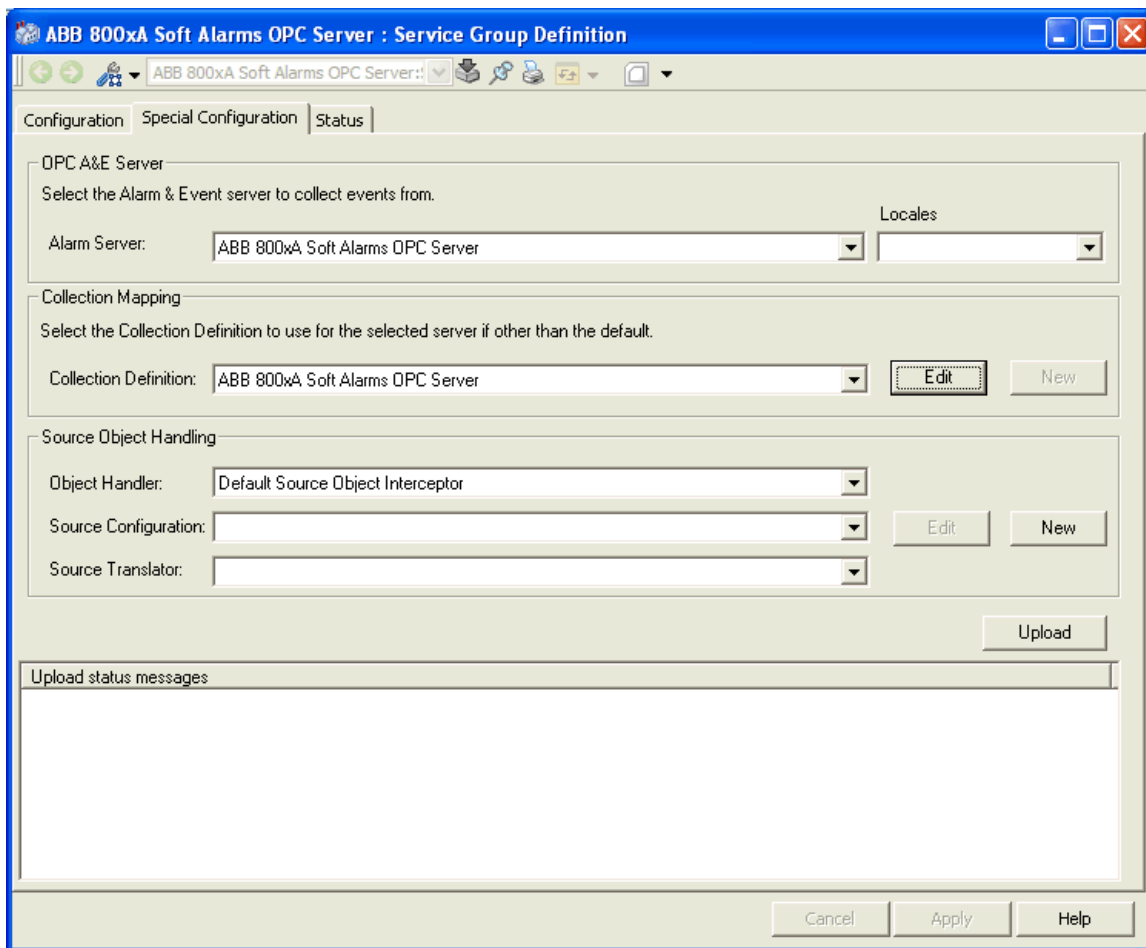 ABB 800xA Soft Alarms OPC Server : Service Group Definition
ABB 800xA Soft Alarms OPC Server:
Configuration Special Configuration Status
OPC A&E Server
Select the Alarm & Event server to collect events from.
Locales
Alarm Server: ABB 800xA Soft Alarms OPC Server
Collection Mapping
Select the Collection Definition to use for the selected server if other than the default.
Collection Definition: ABB 800xA Soft Alarms OPC Server Edit New
Source Object Handling
Object Handler: Default Source Object Interceptor
Source Configuration: Edit New
Source Translator:
Upload
Upload status messages
Cancel Apply Help